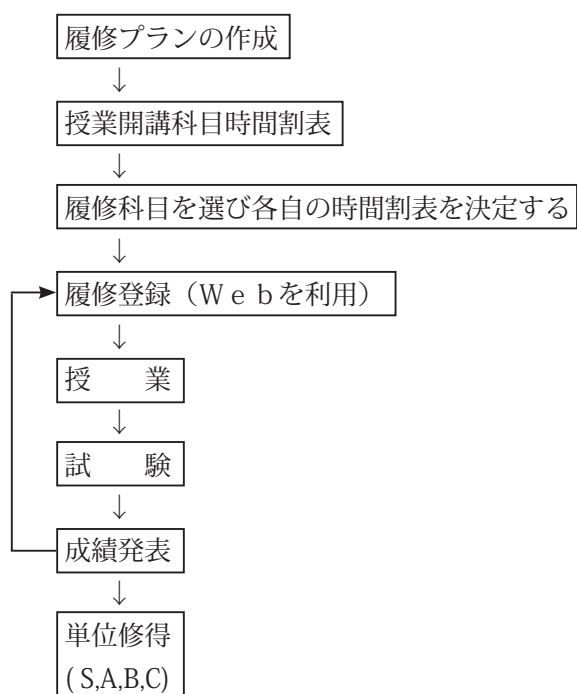 履修プランの作成
↓
授業開講科目時間割表
↓
履修科目を選び各自の時間割表を決定する
↓
履修登録（Ｗｅｂを利用）
↓
授　　業
↓
試　　験
↓
成績発表
↓
単位修得
( S,A,B,C)